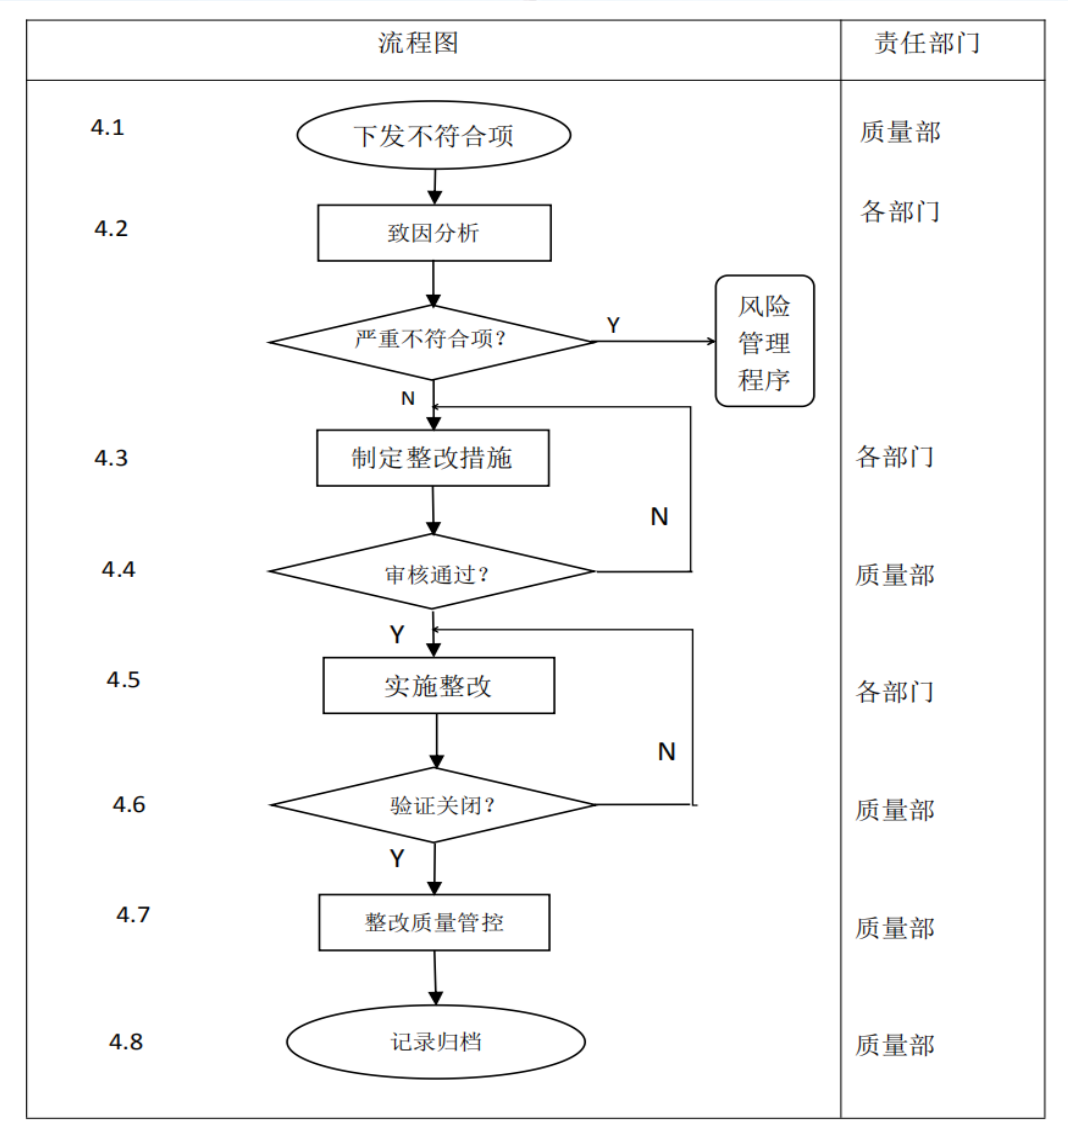 流程图
责任部门
4.1
下发不符合项
质量部
4.2
致因分析
各部门
严重不符合项？
Y
风险
管理
程序
N
4.3
制定整改措施
各部门
N
4.4
审核通过？
质量部
Y
4.5
实施整改
各部门
N
4.6
验证关闭？
质量部
Y
4.7
整改质量管控
质量部
4.8
记录归档
质量部